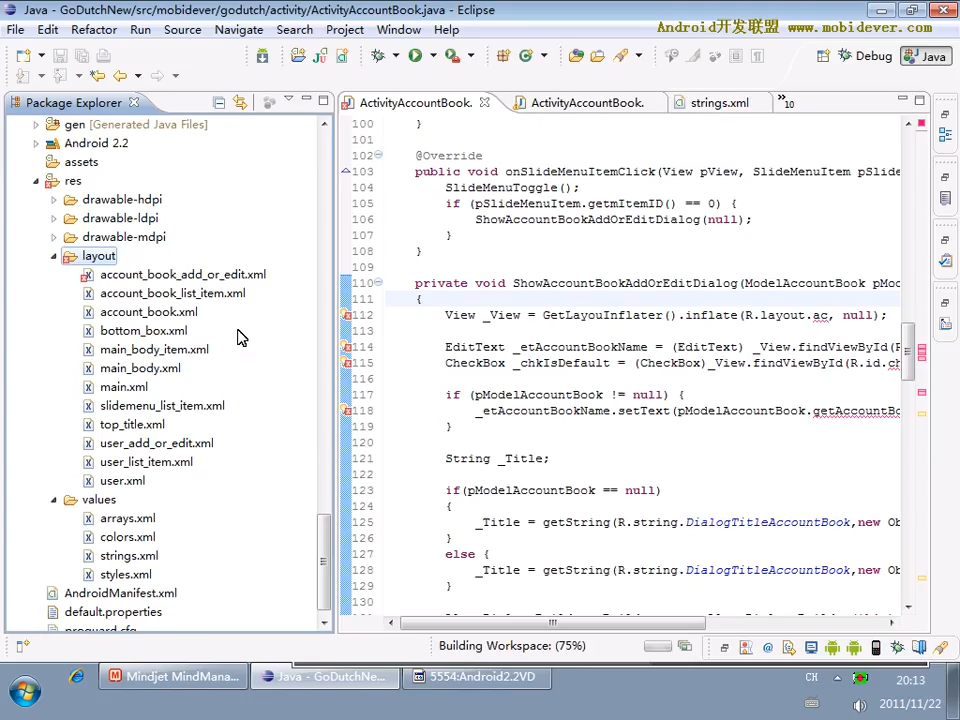 Java - GoDutchNew/src/mobidever/godutch/activity/ActivityAccountBook.java - Eclipse
File Edit Refactor Run Source Navigate Search Project Window Help
Android开发联盟 www.mobidever.com
Debug Java
Package Explorer
ActivityAccountBook. ActivityAccountBook. strings.xml »10
gen [Generated Java Files]
Android 2.2
assets
res
drawable-hdpi
drawable-ldpi
drawable-mdpi
layout
account_book_add_or_edit.xml
account_book_list_item.xml
account_book.xml
bottom_box.xml
main_body_item.xml
main_body.xml
main.xml
slidemenu_list_item.xml
top_title.xml
user_add_or_edit.xml
user_list_item.xml
user.xml
values
arrays.xml
colors.xml
strings.xml
styles.xml
AndroidManifest.xml
default.properties
proguard.cfg
100 }
101
102 @Override
103 public void onSlideMenuItemClick(View pView, SlideMenuItem pSlide
104 SlideMenuToggle();
105 if (pSlideMenuItem.getmItemID() == 0) {
106 ShowAccountBookAddOrEditDialog(null);
107 }
108 }
109
110 private void ShowAccountBookAddOrEditDialog(ModelAccountBook pMo
111 {
112 View _View = GetLayouInflater().inflate(R.layout.ac, null);
113
114 EditText _etAccountBookName = (EditText) _View.findViewById(R
115 CheckBox _chkIsDefault = (CheckBox)_View.findViewById(R.id.ch
116
117 if (pModelAccountBook != null) {
118 _etAccountBookName.setText(pModelAccountBook.getAccountBo
119 }
120
121 String _Title;
122
123 if(pModelAccountBook == null)
124 {
125 _Title = getString(R.string.DialogTitleAccountBook,new Ob
126 }
127 else {
128 _Title = getString(R.string.DialogTitleAccountBook,new Ob
129 }
130
Building Workspace (75%)
Mindjet MindMana... Java - GoDutchNe... 5554:Android2.2VD
CH
20:13
2011/11/22